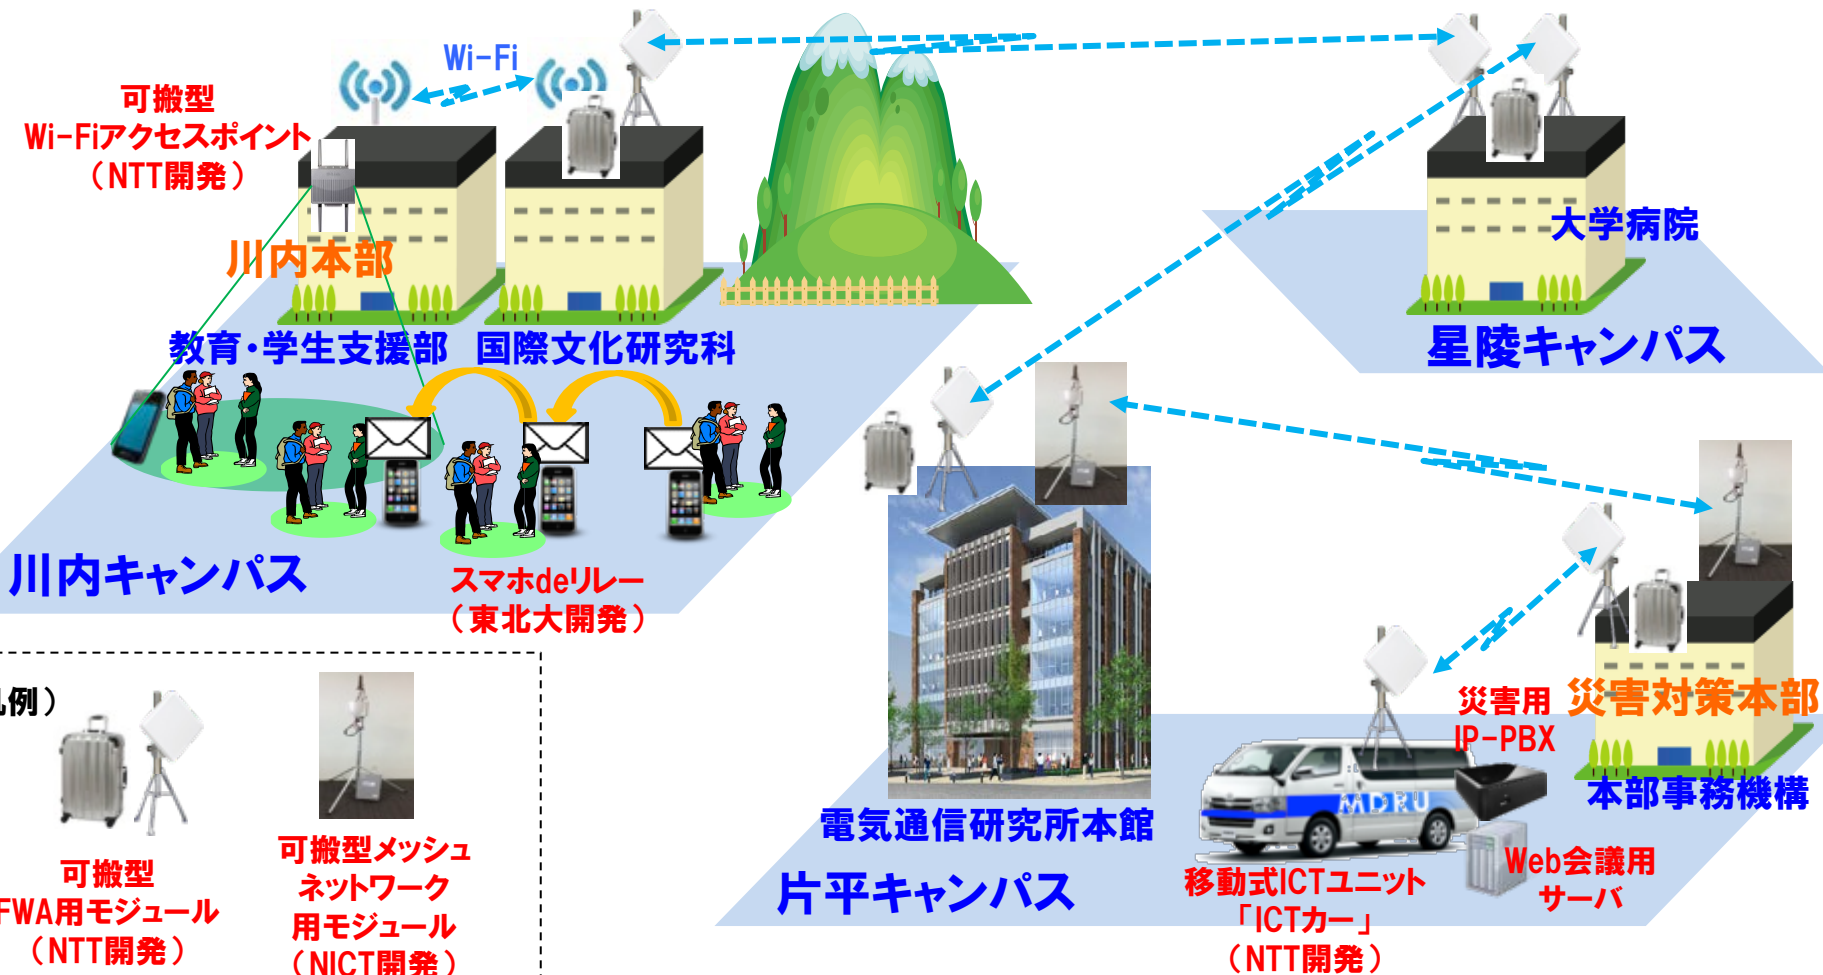 Wi-Fi
可搬型
Wi-Fiアクセスポイント
（NTT開発）
川内本部
教育・学生支援部
国際文化研究科
川内キャンパス
スマホdeリレー
（東北大開発）
大学病院
星陵キャンパス
電気通信研究所本館
片平キャンパス
MDRU
移動式ICTユニット
「ICTカー」
（NTT開発）
災害用
IP-PBX
災害対策本部
本部事務機構
Web会議用
サーバ
例）
可搬型
FWA用モジュール
（NTT開発）
可搬型メッシュ
ネットワーク
用モジュール
（NICT開発）